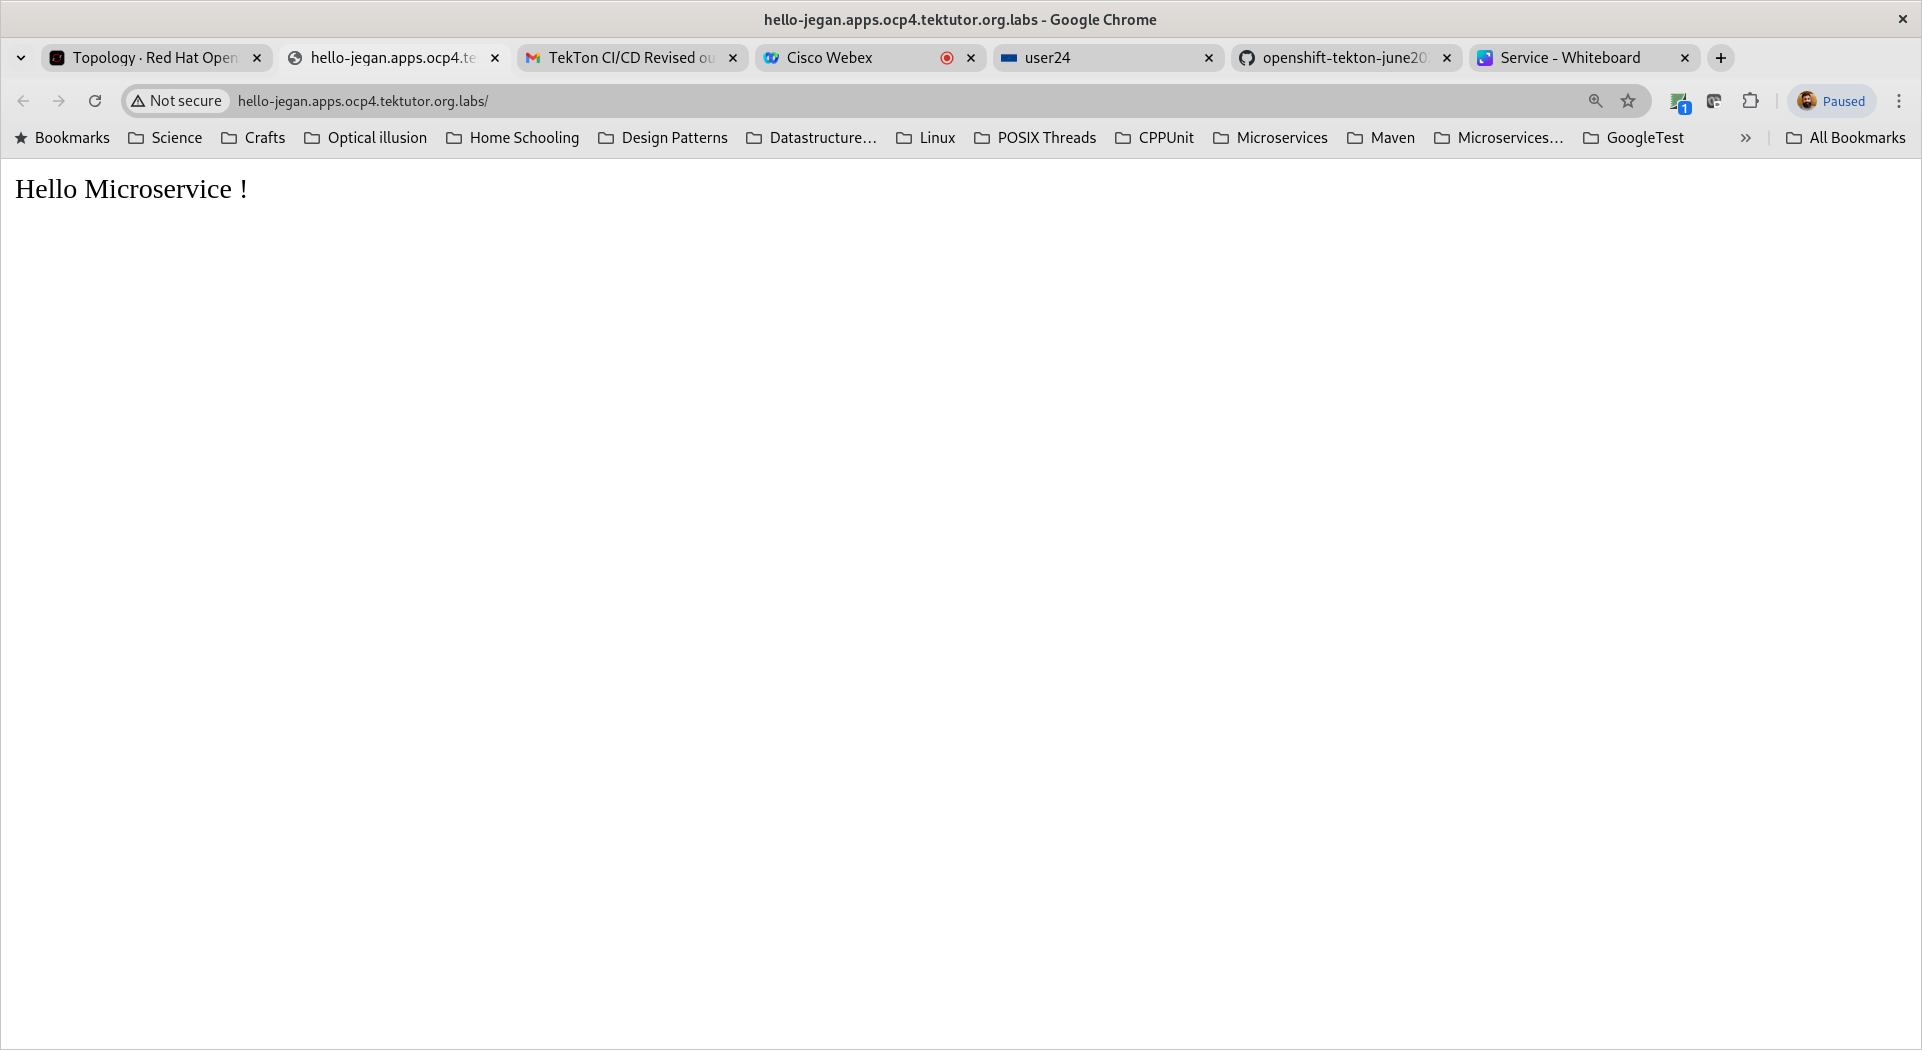 hello-jegan.apps.ocp4.tektutor.org.labs - Google Chrome
Topology · Red Hat Open
hello-jegan.apps.ocp4.te
TekTon CI/CD Revised ou
Cisco Webex
user24
openshift-tekton-june20
Service - Whiteboard
Not secure
hello-jegan.apps.ocp4.tektutor.org.labs/
1
Paused
Bookmarks
Science
Crafts
Optical illusion
Home Schooling
Design Patterns
Datastructure...
Linux
POSIX Threads
CPPUnit
Microservices
Maven
Microservices...
GoogleTest
All Bookmarks
Hello Microservice !